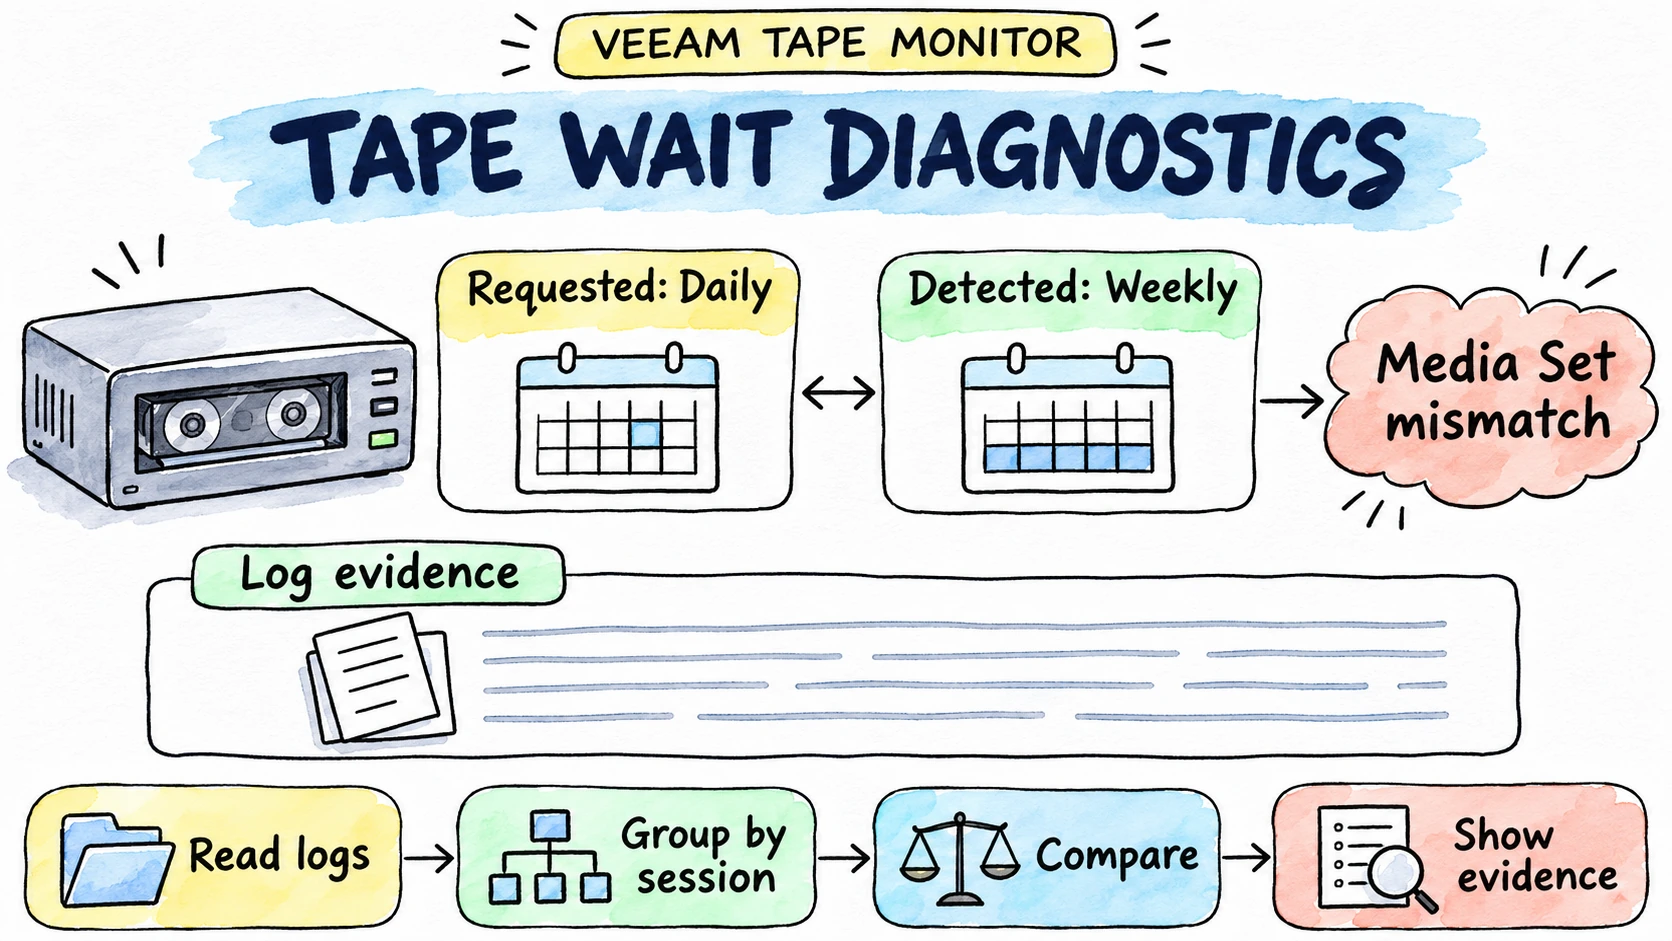 VEEAM TAPE MONITOR
TAPE WAIT DIAGNOSTICS
Requested: Daily
Detected: Weekly
Media Set
mismatch
Log evidence
Read logs
Group by
session
Compare
Show
evidence